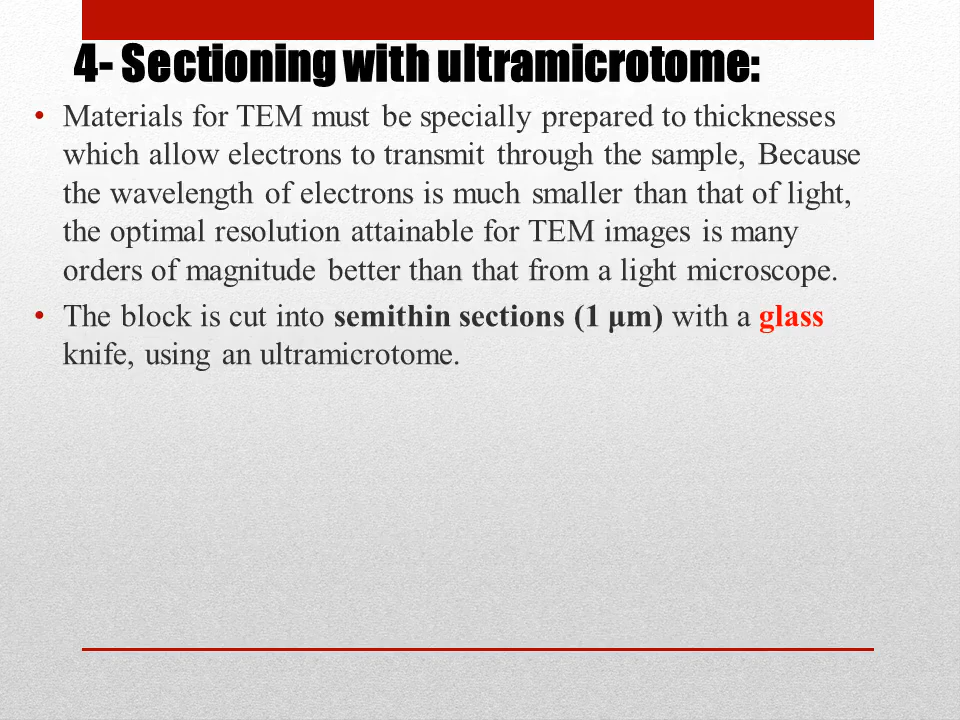 4- Sectioning with ultramicrotome:
• Materials for TEM must be specially prepared to thicknesses
which allow electrons to transmit through the sample, Because
the wavelength of electrons is much smaller than that of light,
the optimal resolution attainable for TEM images is many
orders of magnitude better than that from a light microscope.
• The block is cut into semithin sections (1 μm) with a glass
knife, using an ultramicrotome.